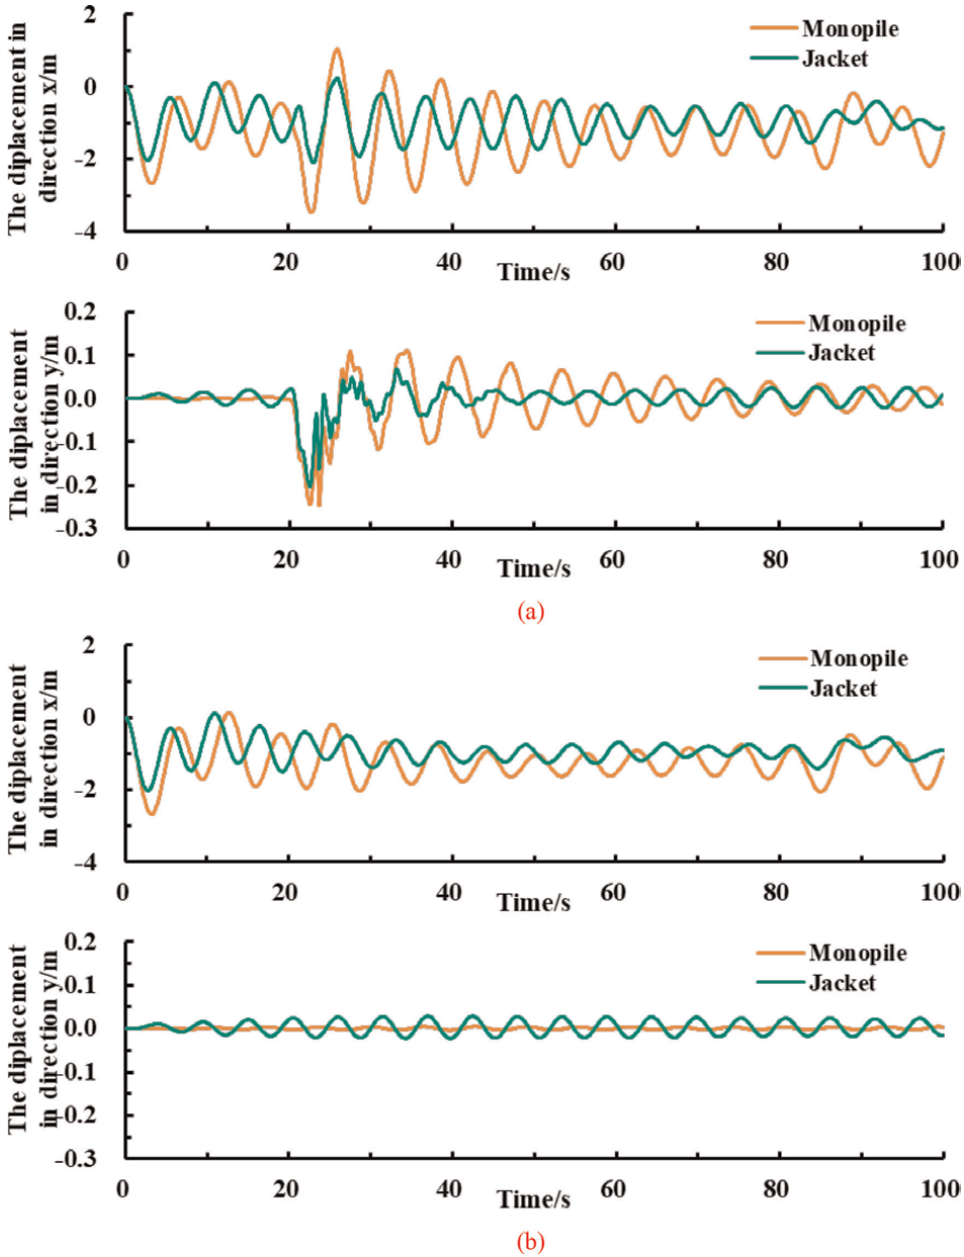 2
0
-2
-4
The diplacement in
direction x/m
Monopile
Jacket
0
20
40
60
80
100
Time/s
0.2
0.1
0.0
-0.1
-0.2
-0.3
The diplacement
in direction y/m
Monopile
Jacket
0
20
40
60
80
100
Time/s
(a)
2
0
-2
-4
The diplacement
in direction x/m
Monopile
Jacket
0
20
40
60
80
100
Time/s
0.2
0.1
0.0
-0.1
-0.2
-0.3
The diplacement
in direction y/m
Monopile
Jacket
0
20
40
60
80
100
Time/s
(b)